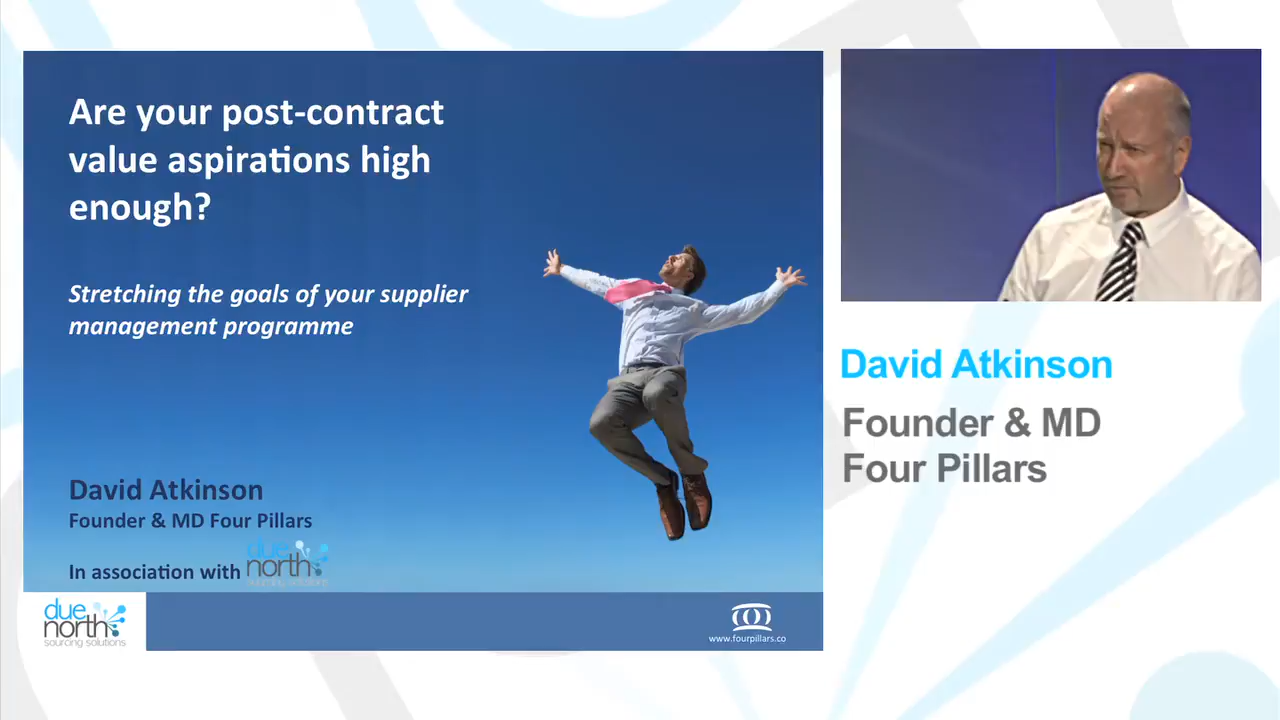 Are your post-contract
value aspirations high
enough?
Stretching the goals of your supplier
management programme
David Atkinson
Founder & MD Four Pillars
In association with due north
sourcing solutions
due
north
sourcing solutions
www.fourpillars.co
David Atkinson
Founder & MD
Four Pillars